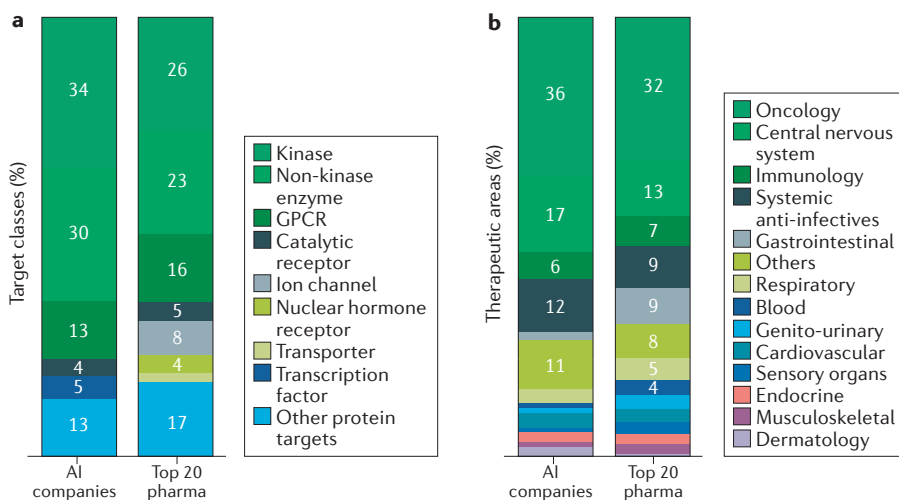 a
Target classes (%)
34
30
13
4
5
13
AI
companies
26
23
16
5
8
4
17
Top 20
pharma
Kinase
Non-kinase
enzyme
GPCR
Catalytic
receptor
Ion channel
Nuclear hormone
receptor
Transporter
Transcription
factor
Other protein
targets
b
Therapeutic areas (%)
36
17
6
12
11
AI
companies
32
13
7
9
9
8
5
4
Top 20
pharma
Oncology
Central nervous
system
Immunology
Systemic
anti-infectives
Gastrointestinal
Others
Respiratory
Blood
Genito-urinary
Cardiovascular
Sensory organs
Endocrine
Musculoskeletal
Dermatology